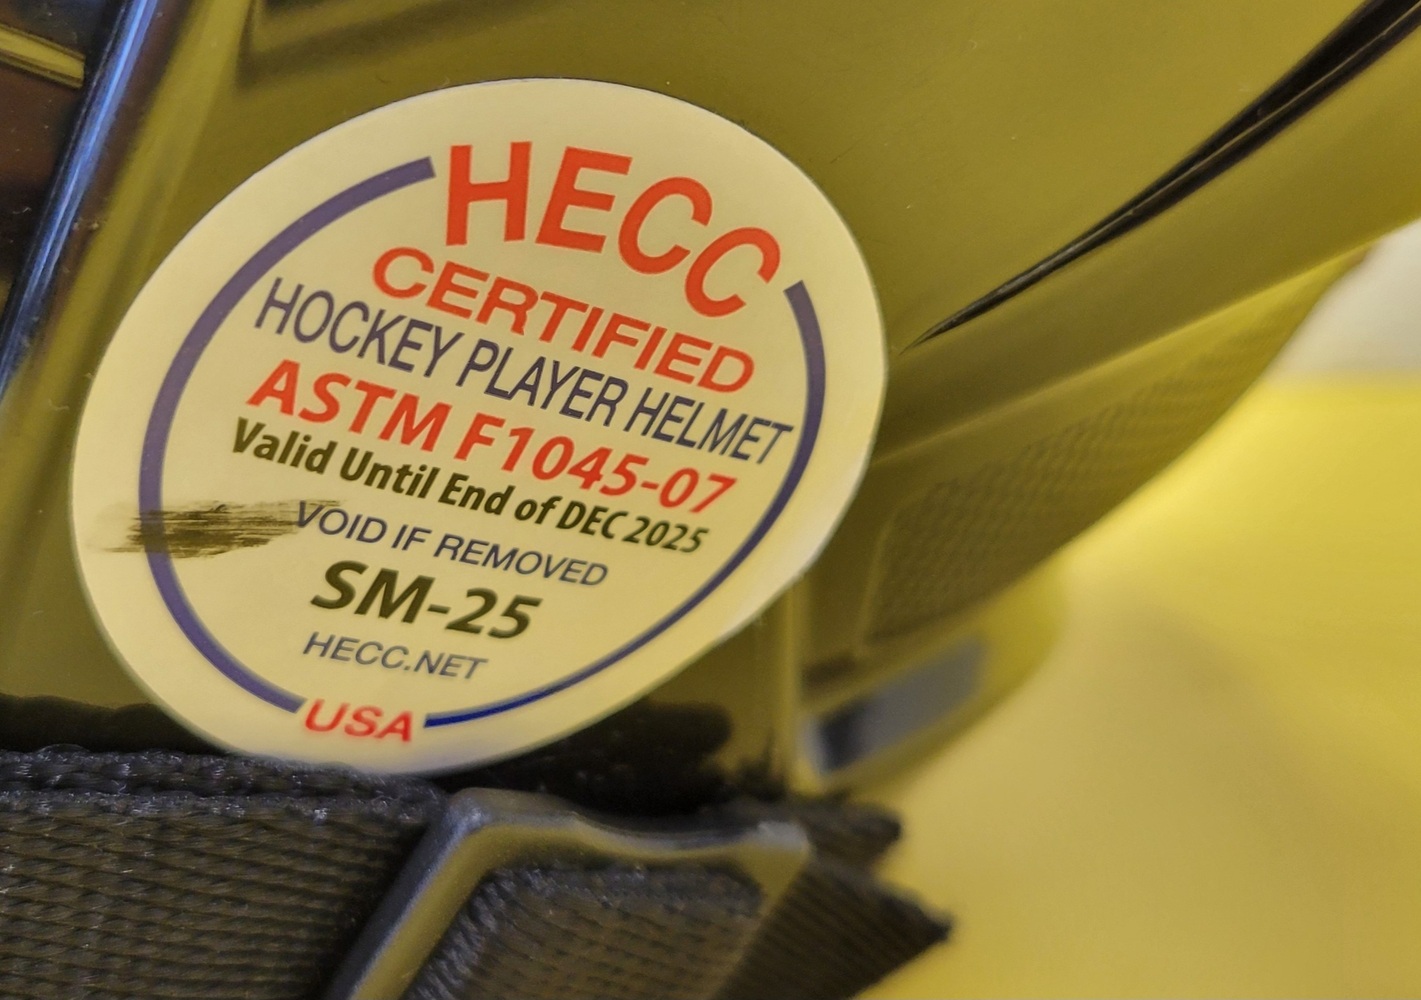 HECC
CERTIFIED
HOCKEY PLAYER HELMET
ASTM F1045-07
Valid Until End of DEC 2025
VOID IF REMOVED
SM-25
HECC.NET
USA